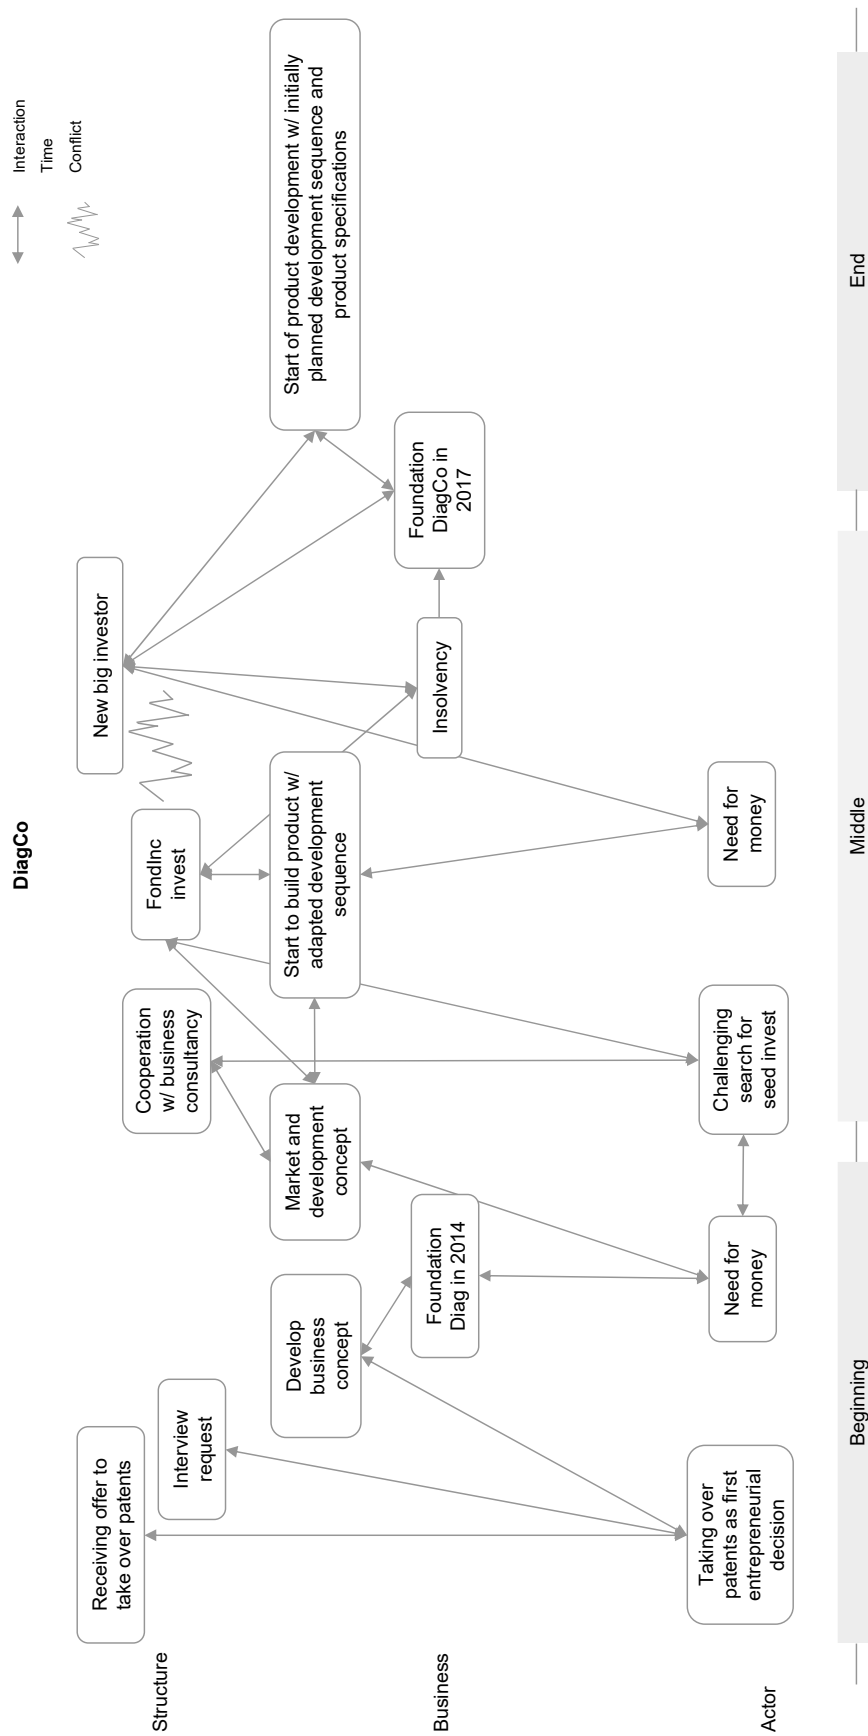 DiagCo
Interaction
Time
Conflict
Structure
Receiving offer to
take over patents
Interview
request
Cooperation
w/ business
consultancy
FondInc
invest
New big investor
Business
Develop
business
concept
Foundation
Diag in 2014
Market and
development
concept
Start to build product w/
adapted development
sequence
Insolvency
Foundation
DiagCo in
2017
Start of product development w/ initially
planned development sequence and
product specifications
Actor
Taking over
patents as first
entrepreneurial
decision
Need for
money
Challenging
search for
seed invest
Need for
money
Beginning
Middle
End